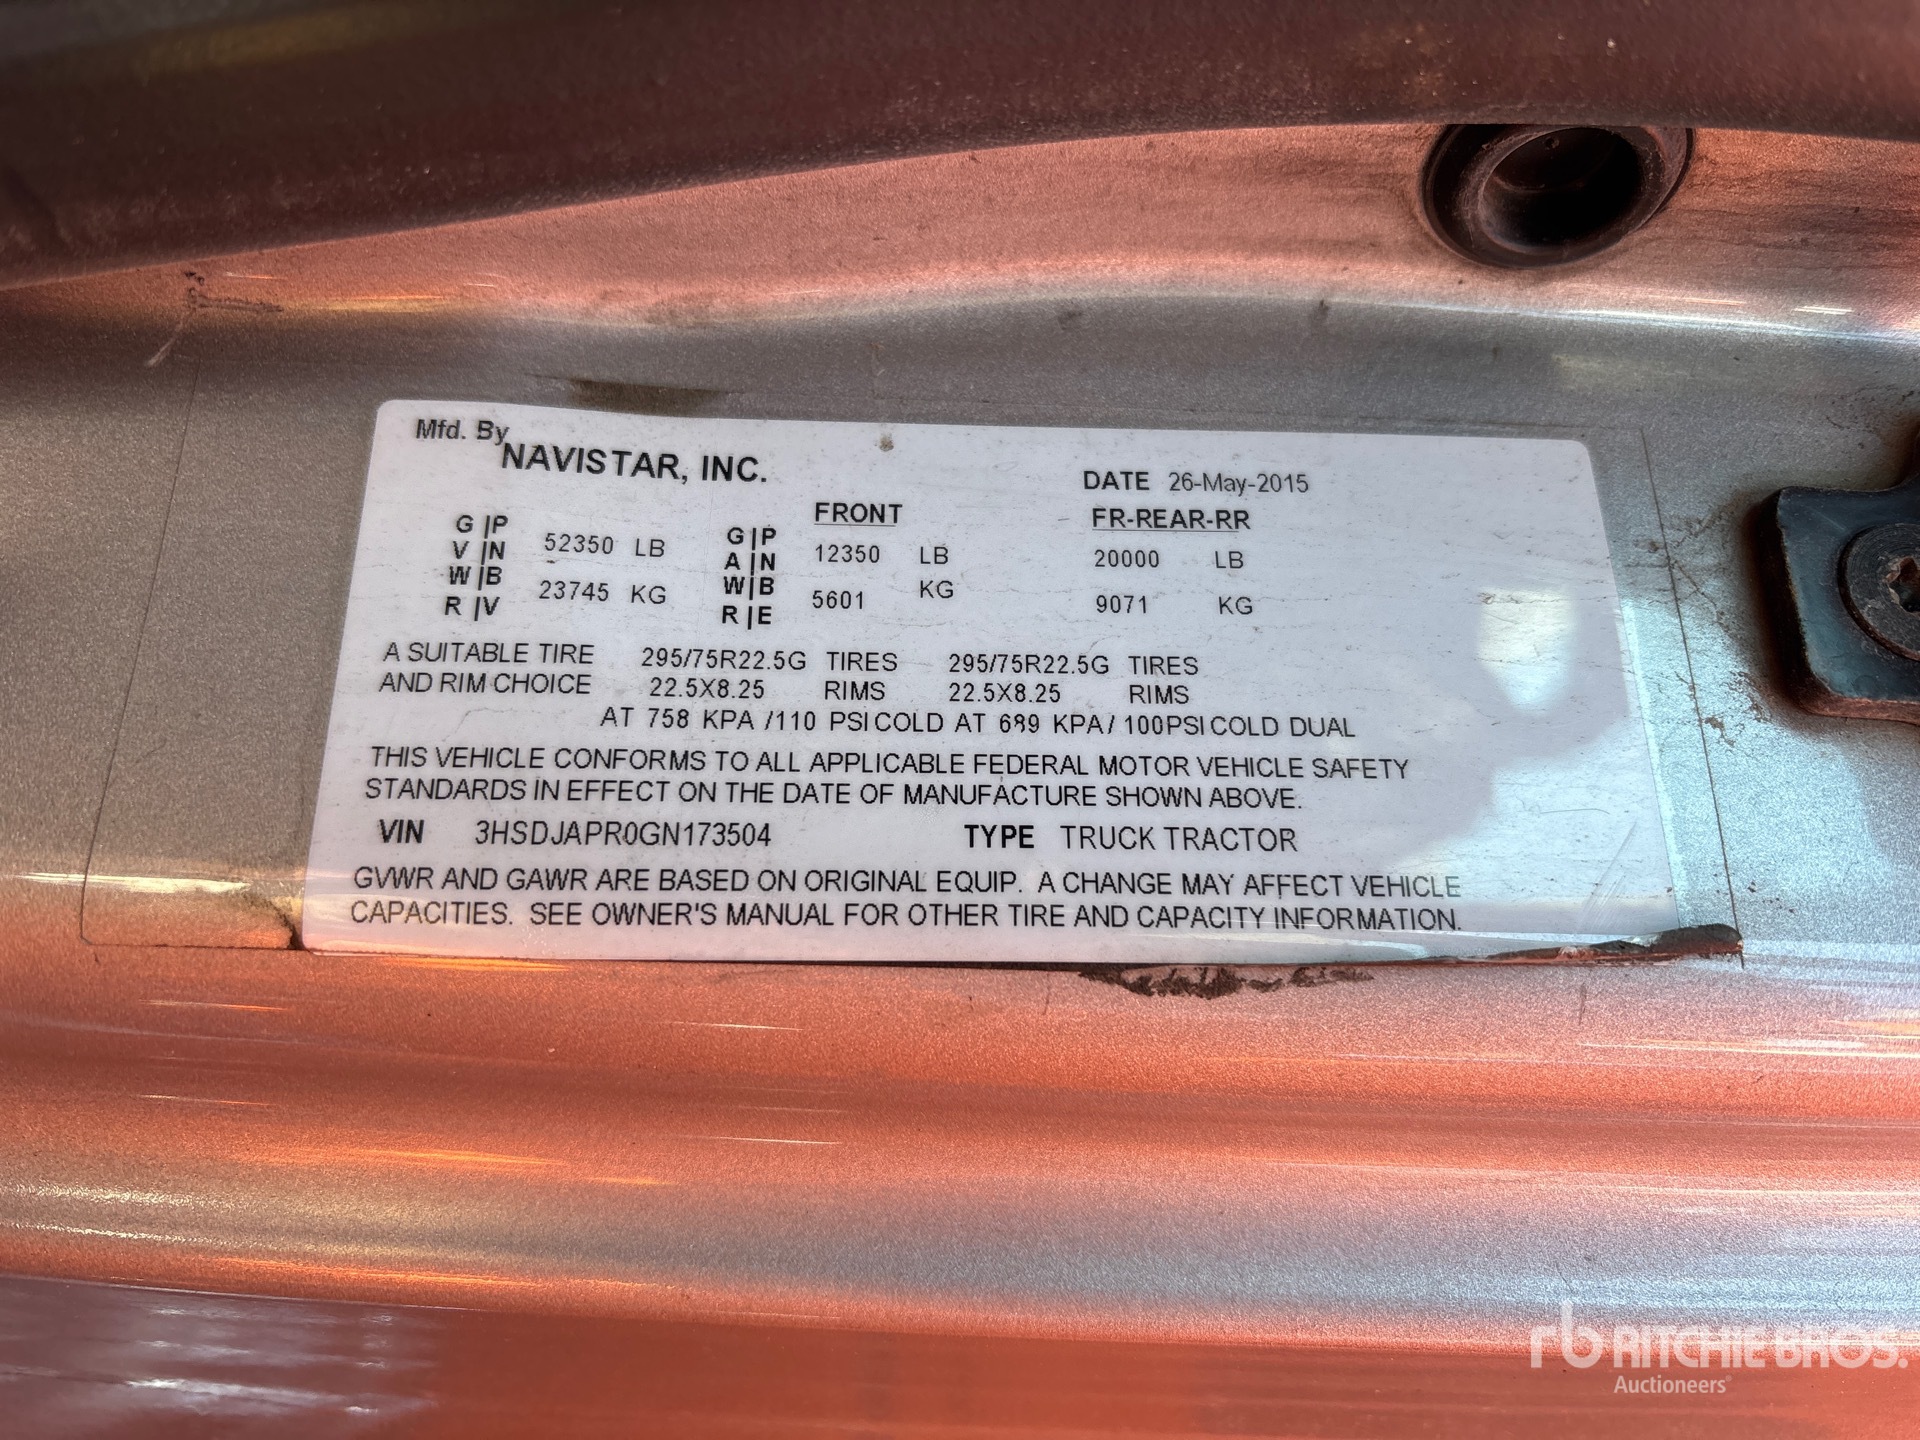 Mfd. By
NAVISTAR, INC.
DATE 26-May-2015
FRONT FR-REAR-RR
G|P V|N W|B R|V
52350 LB
23745 KG
G|P A|N W|B R|E
12350 LB 20000 LB
5601 KG 9071 KG
A SUITABLE TIRE 295/75R22.5G TIRES 295/75R22.5G TIRES
AND RIM CHOICE 22.5X8.25 RIMS 22.5X8.25 RIMS
AT 758 KPA /110 PSI COLD AT 689 KPA/ 100PSI COLD DUAL
THIS VEHICLE CONFORMS TO ALL APPLICABLE FEDERAL MOTOR VEHICLE SAFETY
STANDARDS IN EFFECT ON THE DATE OF MANUFACTURE SHOWN ABOVE.
VIN 3HSDJAPR0GN173504 TYPE TRUCK TRACTOR
GVWR AND GAWR ARE BASED ON ORIGINAL EQUIP. A CHANGE MAY AFFECT VEHICLE
CAPACITIES. SEE OWNER'S MANUAL FOR OTHER TIRE AND CAPACITY INFORMATION.
rb RITCHIE BROS.
Auctioneers